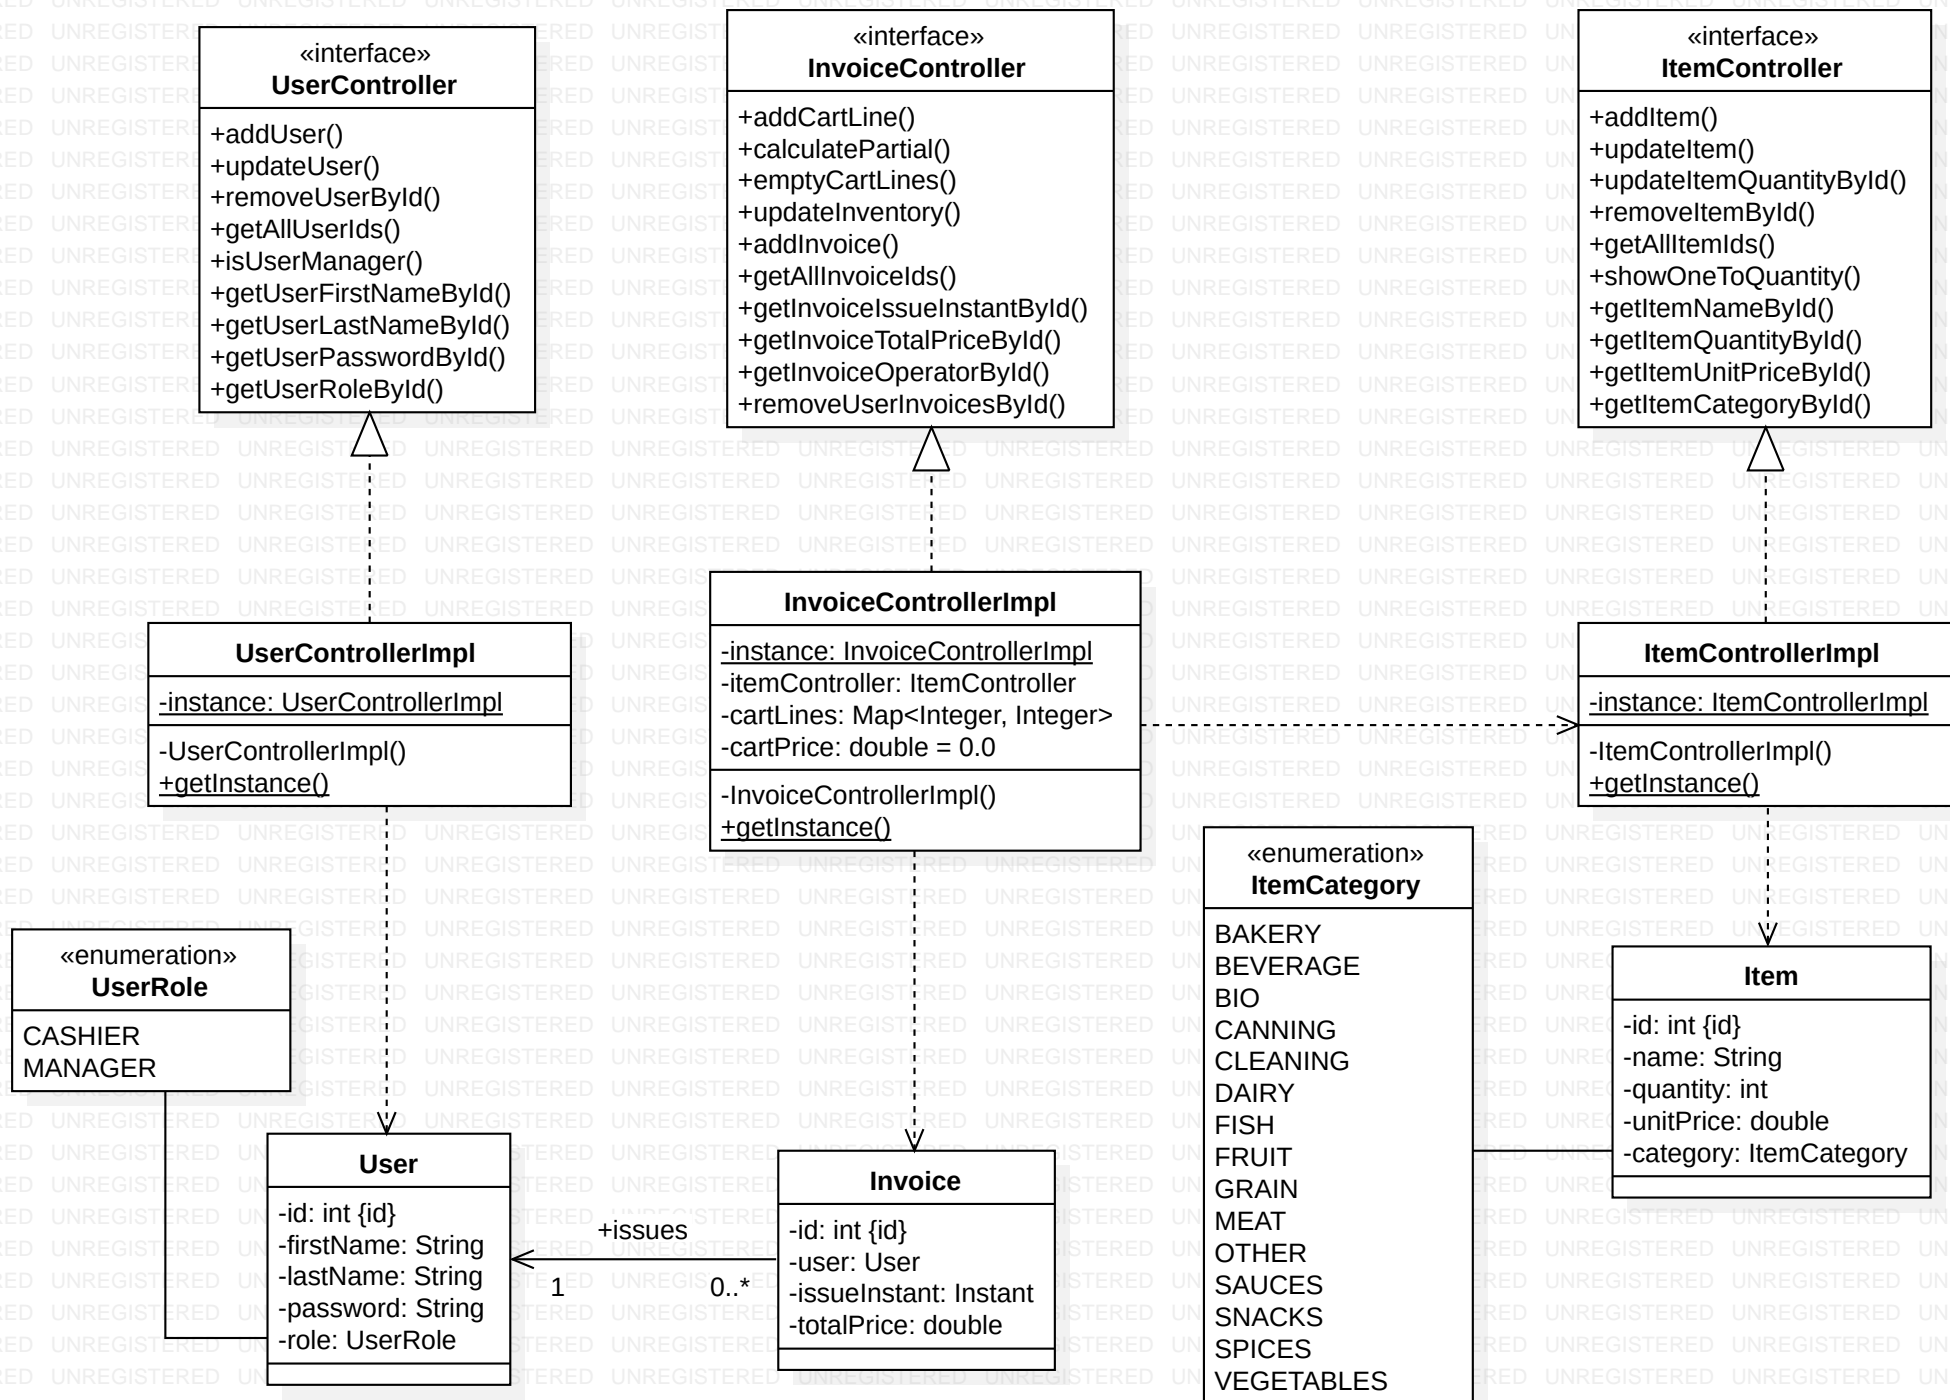 «interface»
UserController
+addUser()
+updateUser()
+removeUserById()
+getAllUserIds()
+isUserManager()
+getUserFirstNameById()
+getUserLastNameById()
+getUserPasswordById()
+getUserRoleById()
«interface»
InvoiceController
+addCartLine()
+calculatePartial()
+emptyCartLines()
+updateInventory()
+addInvoice()
+getAllInvoiceIds()
+getInvoiceIssueInstantById()
+getInvoiceTotalPriceById()
+getInvoiceOperatorById()
+removeUserInvoicesById()
«interface»
ItemController
+addItem()
+updateItem()
+updateItemQuantityById()
+removeItemById()
+getAllItemIds()
+showOneToQuantity()
+getItemNameById()
+getItemQuantityById()
+getItemUnitPriceById()
+getItemCategoryById()
UserControllerImpl
-instance: UserControllerImpl
-UserControllerImpl()
+getInstance()
InvoiceControllerImpl
-instance: InvoiceControllerImpl
-itemController: ItemController
-cartLines: Map<Integer, Integer>
-cartPrice: double = 0.0
-InvoiceControllerImpl()
+getInstance()
ItemControllerImpl
-instance: ItemControllerImpl
-ItemControllerImpl()
+getInstance()
«enumeration»
UserRole
CASHIER
MANAGER
User
-id: int {id}
-firstName: String
-lastName: String
-password: String
-role: UserRole
+issues
1
0..*
Invoice
-id: int {id}
-user: User
-issueInstant: Instant
-totalPrice: double
«enumeration»
ItemCategory
BAKERY
BEVERAGE
BIO
CANNING
CLEANING
DAIRY
FISH
FRUIT
GRAIN
MEAT
OTHER
SAUCES
SNACKS
SPICES
VEGETABLES
Item
-id: int {id}
-name: String
-quantity: int
-unitPrice: double
-category: ItemCategory
UNREGISTERED